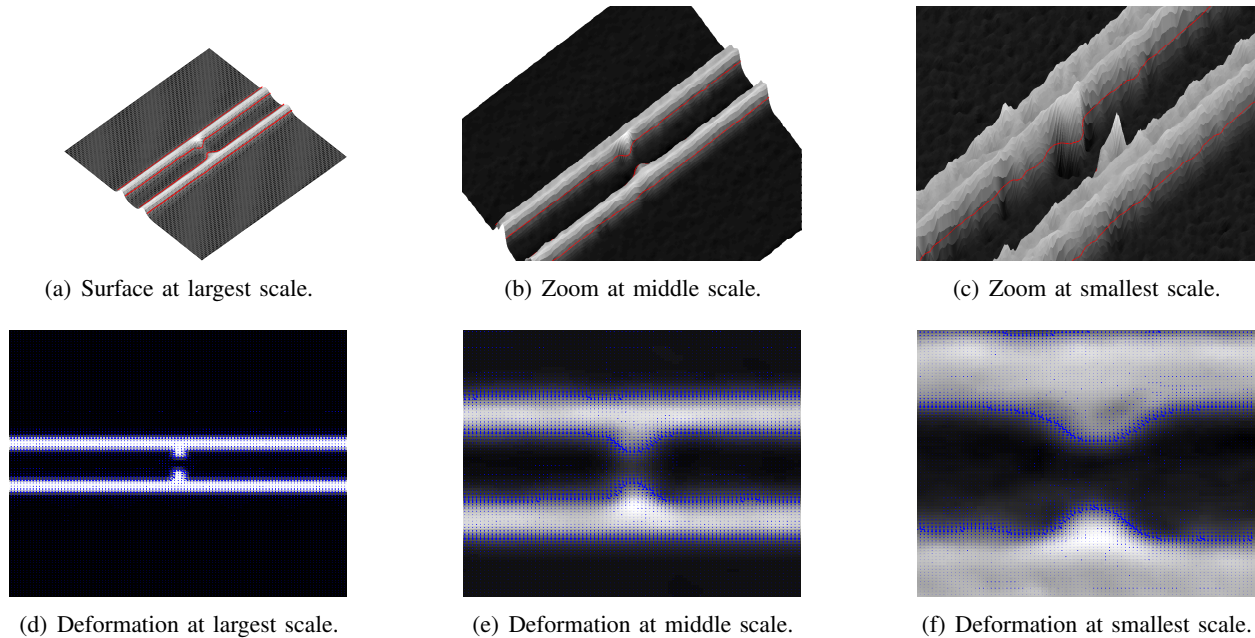 (a) Surface at largest scale.
(b) Zoom at middle scale.
(c) Zoom at smallest scale.
(d) Deformation at largest scale.
(e) Deformation at middle scale.
(f) Deformation at smallest scale.